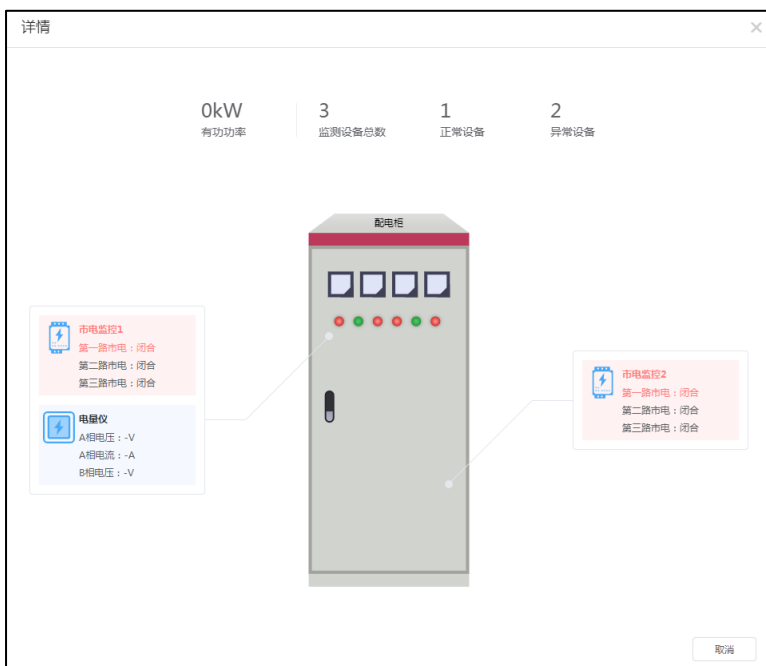 详情
0kW
3
1
2
有功功率
监测设备总数
正常设备
异常设备
配电柜
市电监控1
第一路市电：闭合
第二路市电：闭合
第三路市电：闭合
电量仪
A相电压：-V
A相电流：-A
B相电压：-V
市电监控2
第一路市电：闭合
第二路市电：闭合
第三路市电：闭合
取消